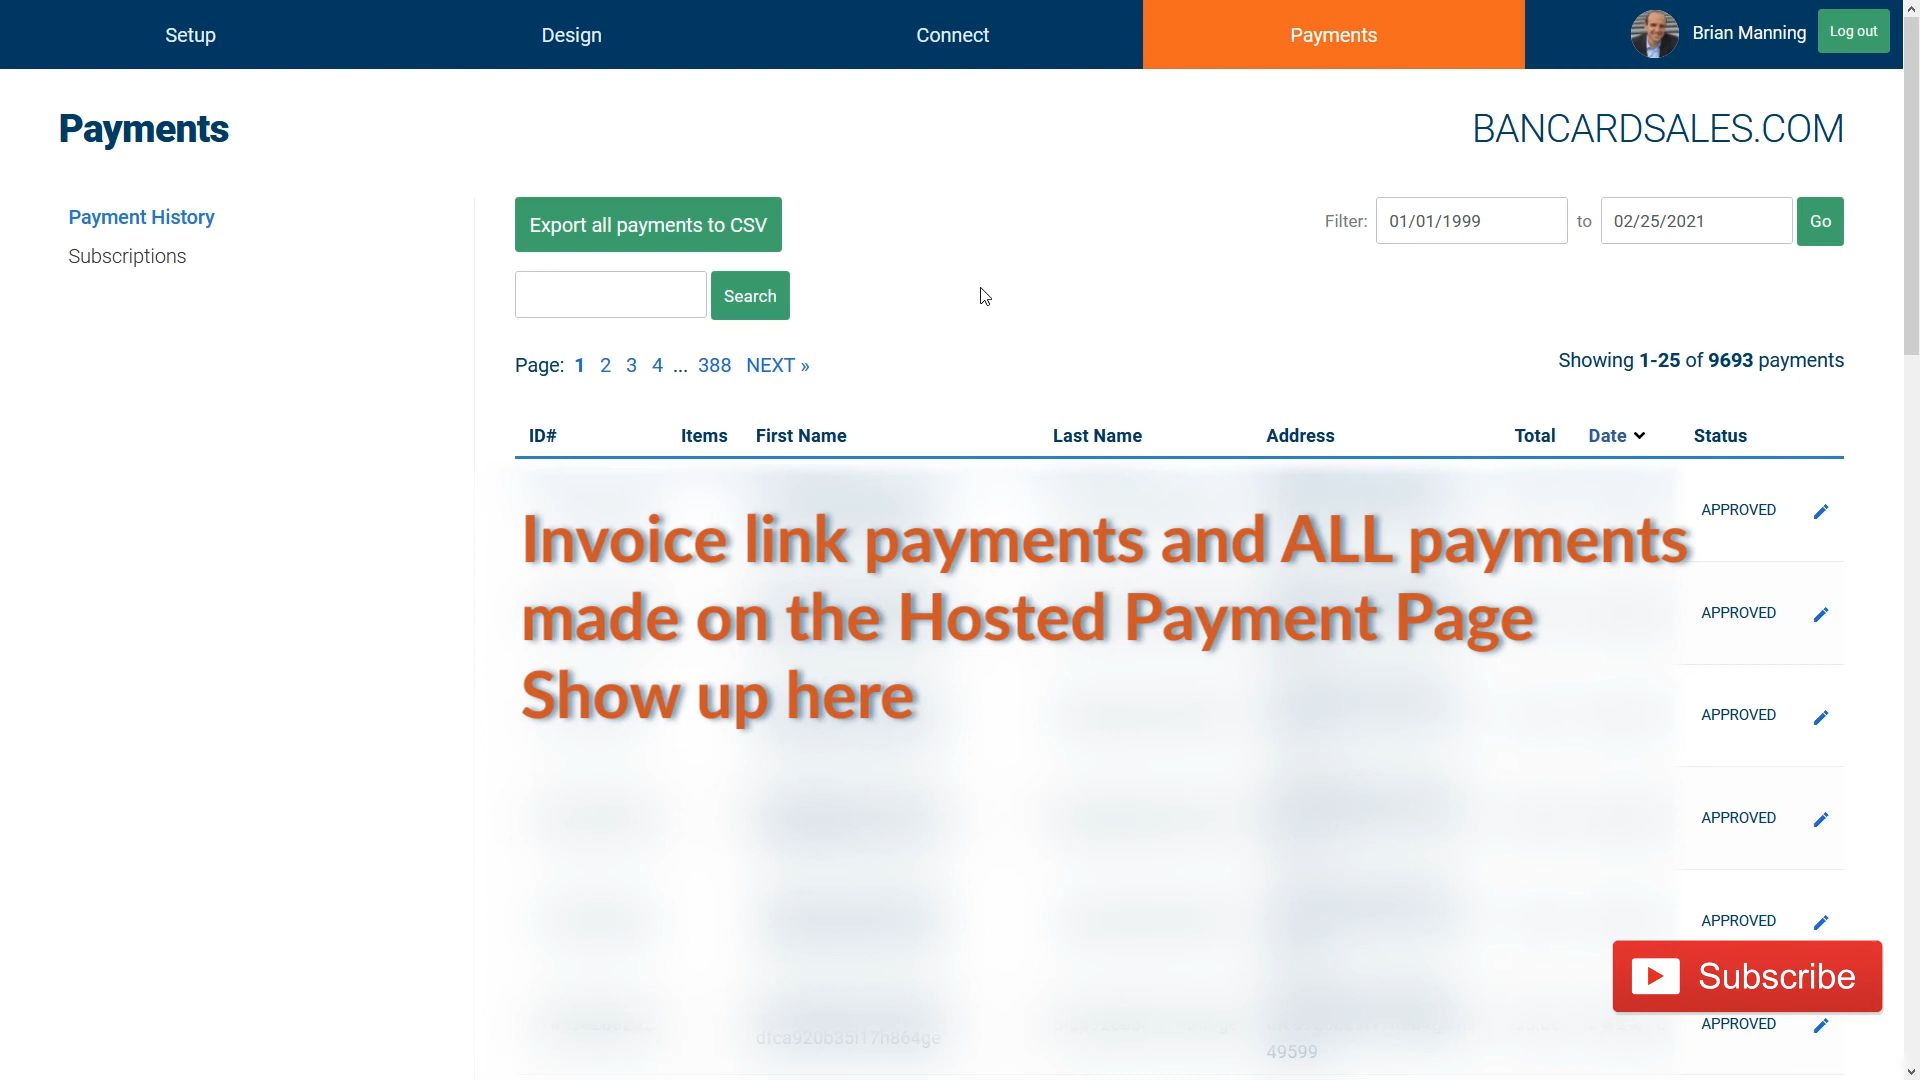 Setup Design Connect Payments Brian Manning Log out
Payments BANCARDSALES.COM
Payment History
Subscriptions
Export all payments to CSV Filter: 01/01/1999 to 02/25/2021 Go
Search
Page: 1 2 3 4 ... 388 NEXT » Showing 1-25 of 9693 payments
ID# Items First Name Last Name Address Total Date Status
APPROVED
Invoice link payments and ALL payments
made on the Hosted Payment Page
Show up here
APPROVED
APPROVED
APPROVED
APPROVED
Subscribe
APPROVED
49599